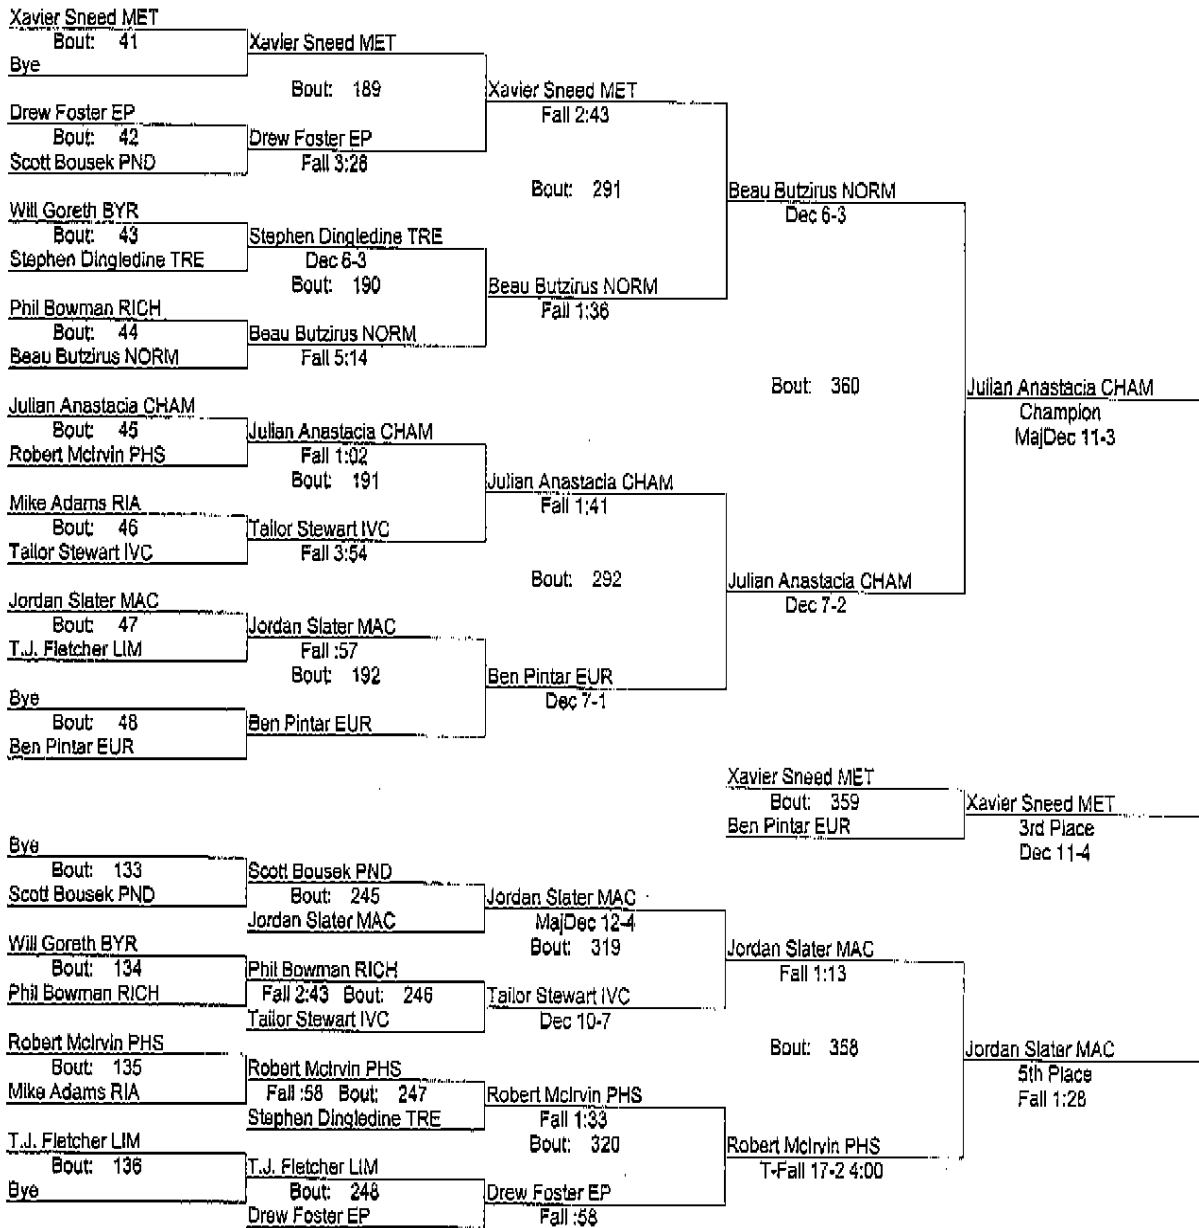 Xavier Sneed MET
Bout: 41
Bye
Xavier Sneed MET
Bout: 189
Drew Foster EP
Bout: 42
Scott Bousek PND
Drew Foster EP
Fall 3:28
Xavier Sneed MET
Fall 2:43
Bout: 291
Will Goreth BYR
Bout: 43
Stephen Dingledine TRE
Stephen Dingledine TRE
Dec 6-3
Bout: 190
Phil Bowman RICH
Bout: 44
Beau Butzirus NORM
Beau Butzirus NORM
Fall 5:14
Beau Butzirus NORM
Fall 1:36
Beau Butzirus NORM
Dec 6-3
Bout: 360
Julian Anastacia CHAM
Champion
MajDec 11-3
Julian Anastacia CHAM
Bout: 45
Robert McIrvin PHS
Julian Anastacia CHAM
Fall 1:02
Bout: 191
Mike Adams RIA
Bout: 46
Tailor Stewart IVC
Tailor Stewart IVC
Fall 3:54
Julian Anastacia CHAM
Fall 1:41
Bout: 292
Julian Anastacia CHAM
Dec 7-2
Jordan Slater MAC
Bout: 47
T.J. Fletcher LIM
Jordan Slater MAC
Fall :57
Bout: 192
Bye
Bout: 48
Ben Pintar EUR
Ben Pintar EUR
Ben Pintar EUR
Dec 7-1
Xavier Sneed MET
Bout: 359
Ben Pintar EUR
Xavier Sneed MET
3rd Place
Dec 11-4
Bye
Bout: 133
Scott Bousek PND
Scott Bousek PND
Bout: 245
Jordan Slater MAC
Jordan Slater MAC
MajDec 12-4
Bout: 319
Will Goreth BYR
Bout: 134
Phil Bowman RICH
Phil Bowman RICH
Fall 2:43 Bout: 246
Tailor Stewart IVC
Tailor Stewart IVC
Dec 10-7
Jordan Slater MAC
Fall 1:13
Bout: 358
Jordan Slater MAC
5th Place
Fall 1:28
Robert McIrvin PHS
Bout: 135
Mike Adams RIA
Robert McIrvin PHS
Fall :58 Bout: 247
Stephen Dingledine TRE
Robert McIrvin PHS
Fall 1:33
Bout: 320
Robert McIrvin PHS
T-Fall 17-2 4:00
T.J. Fletcher LIM
Bout: 136
Bye
T.J. Fletcher LIM
Bout: 248
Drew Foster EP
Drew Foster EP
Fall :58